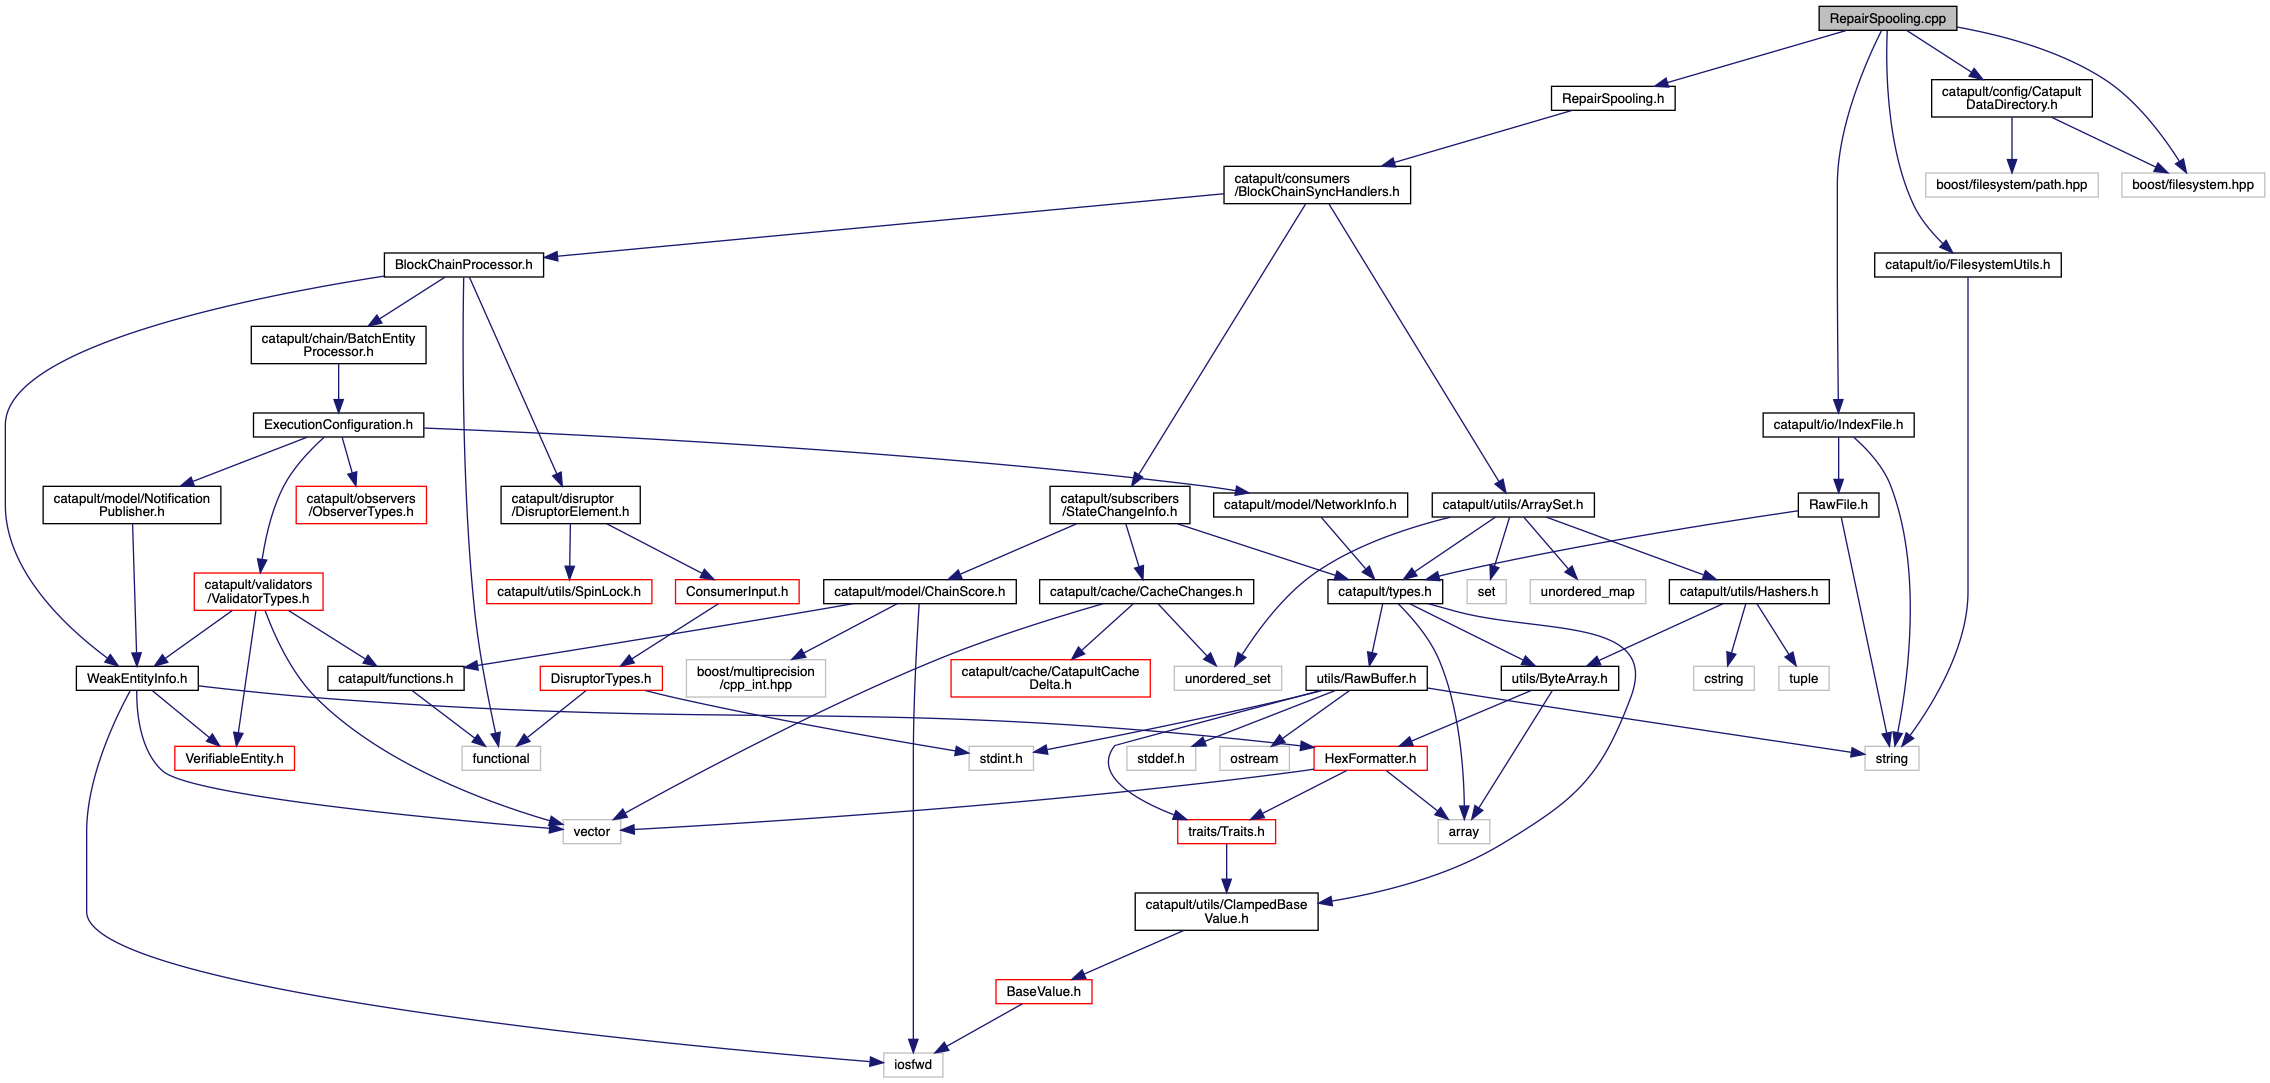 RepairSpooling.cpp
RepairSpooling.h
catapult/config/Catapult
DataDirectory.h
catapult/consumers
/BlockChainSyncHandlers.h
boost/filesystem/path.hpp
boost/filesystem.hpp
BlockChainProcessor.h
catapult/io/FilesystemUtils.h
catapult/chain/BatchEntity
Processor.h
ExecutionConfiguration.h
catapult/io/IndexFile.h
catapult/model/Notification
Publisher.h
catapult/observers
/ObserverTypes.h
catapult/disruptor
/DisruptorElement.h
catapult/subscribers
/StateChangeInfo.h
catapult/model/NetworkInfo.h
catapult/utils/ArraySet.h
RawFile.h
catapult/validators
/ValidatorTypes.h
catapult/utils/SpinLock.h
ConsumerInput.h
catapult/model/ChainScore.h
catapult/cache/CacheChanges.h
catapult/types.h
set
unordered_map
catapult/utils/Hashers.h
WeakEntityInfo.h
catapult/functions.h
DisruptorTypes.h
boost/multiprecision
/cpp_int.hpp
catapult/cache/CatapultCache
Delta.h
unordered_set
utils/RawBuffer.h
utils/ByteArray.h
cstring
tuple
VerifiableEntity.h
functional
stdint.h
stddef.h
ostream
HexFormatter.h
string
vector
traits/Traits.h
array
catapult/utils/ClampedBase
Value.h
BaseValue.h
iosfwd